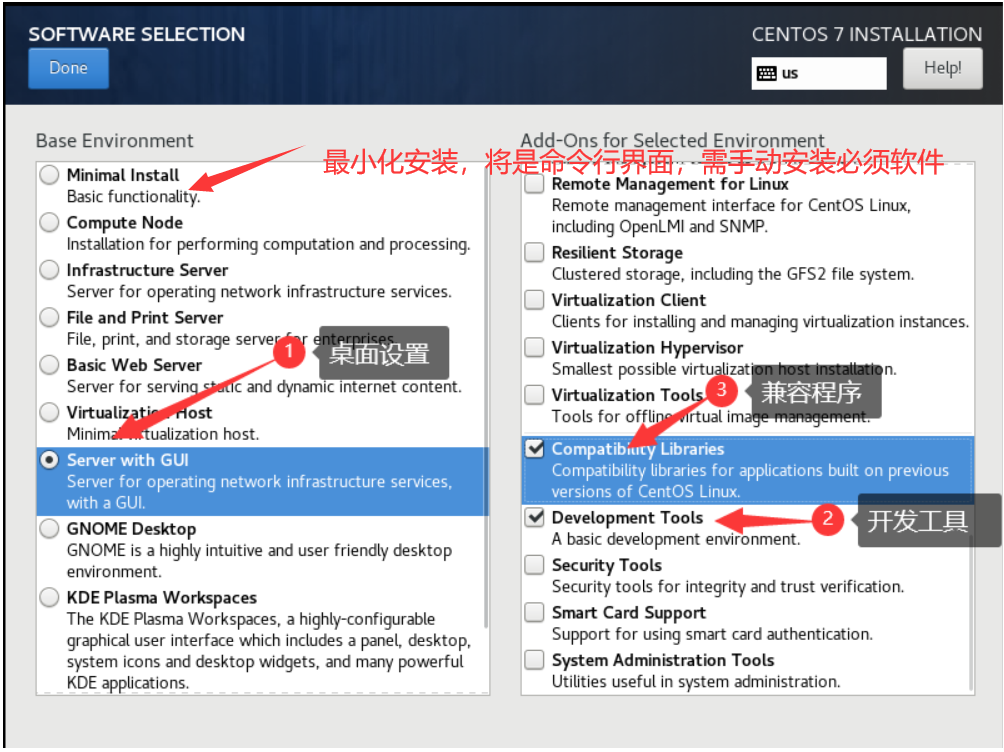 SOFTWARE SELECTION
Done
CENTOS 7 INSTALLATION
us
Help!
Base Environment
Minimal Install
Basic functionality.
Compute Node
Installation for performing computation and processing.
Infrastructure Server
Server for operating network infrastructure services.
File and Print Server
File, print, and storage server for enterprises
Basic Web Server
Server for serving static and dynamic internet content.
Virtualization Host
Minimal virtualization host.
Server with GUI
Server for operating network infrastructure services,
with a GUI.
GNOME Desktop
GNOME is a highly intuitive and user friendly desktop
environment.
KDE Plasma Workspaces
The KDE Plasma Workspaces, a highly-configurable
graphical user interface which includes a panel, desktop,
system icons and desktop widgets, and many powerful
KDE applications.
最小化安装，将是命令行界面，需手动安装必须软件
1 桌面设置
Add-Ons for Selected Environment
Remote Management for Linux
Remote management interface for CentOS Linux,
including OpenLMI and SNMP.
Resilient Storage
Clustered storage, including the GFS2 file system.
Virtualization Client
Clients for installing and managing virtualization instances.
Virtualization Hypervisor
Smallest possible virtualization host installation.
Virtualization Tools
Tools for offline virtual image management.
3 兼容程序
Compatibility Libraries
Compatibility libraries for applications built on previous
versions of CentOS Linux.
Development Tools
A basic development environment.
2 开发工具
Security Tools
Security tools for integrity and trust verification.
Smart Card Support
Support for using smart card authentication.
System Administration Tools
Utilities useful in system administration.